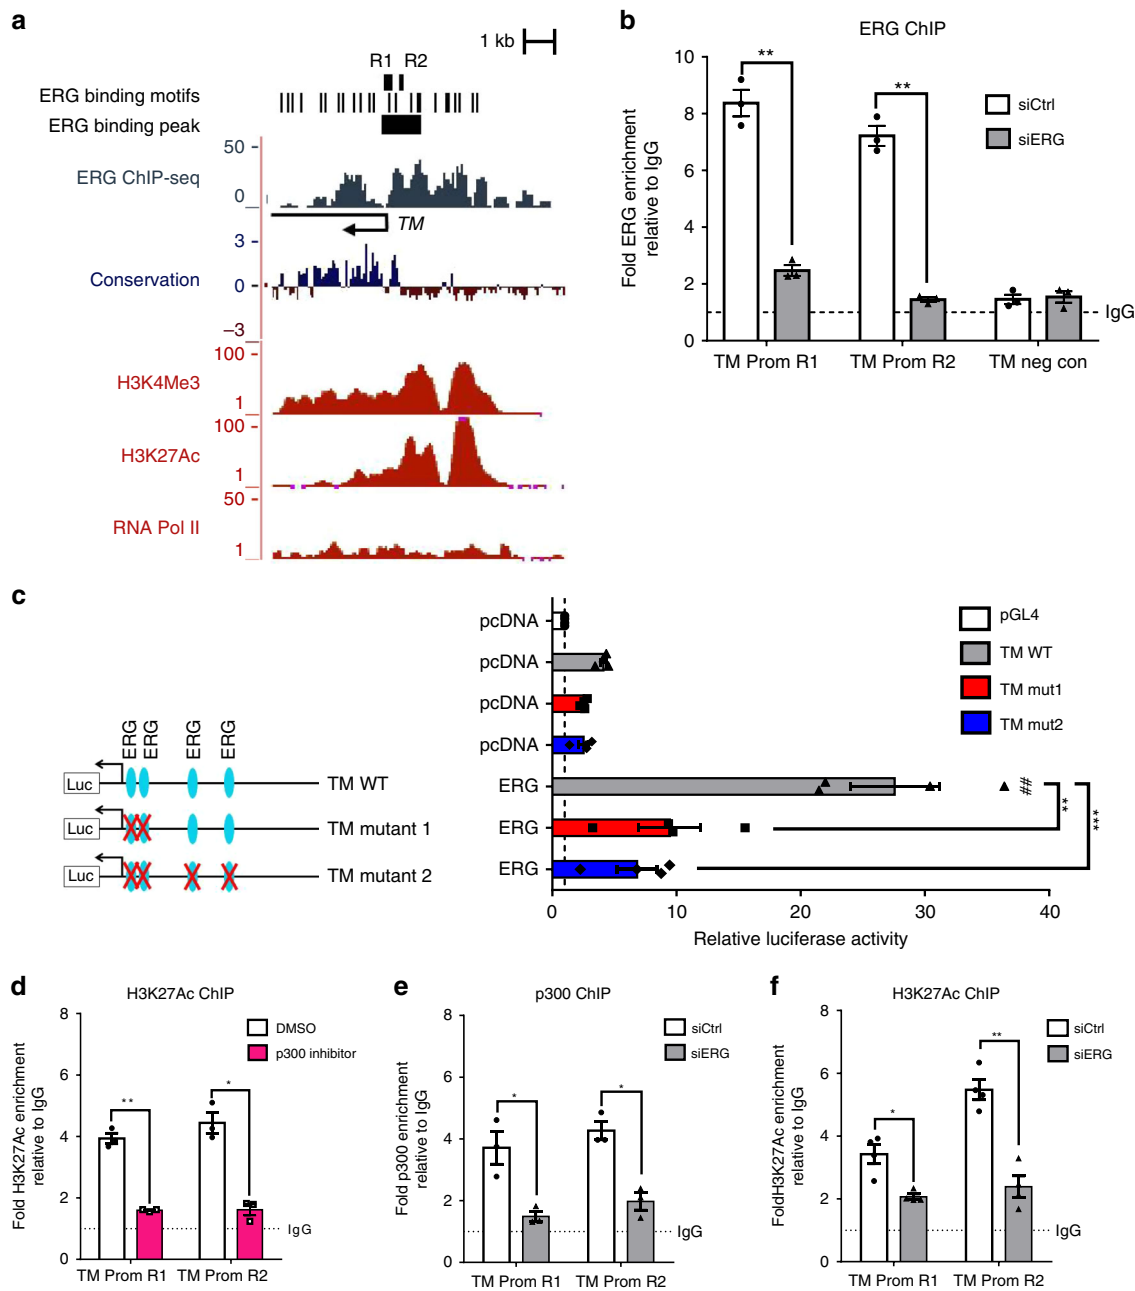 a
1 kb
R1 R2
ERG binding motifs
ERG binding peak
50
ERG ChIP-seq
0
TM
3
Conservation
0
–3
100
H3K4Me3
1
100
H3K27Ac
1
50
RNA Pol II
1
b
ERG ChIP
Fold ERG enrichment
relative to IgG
10
8
6
4
2
0
**
**
siCtrl
siERG
IgG
TM Prom R1
TM Prom R2
TM neg con
c
ERG
ERG
ERG
ERG
Luc
TM WT
Luc
TM mutant 1
Luc
TM mutant 2
pcDNA
pcDNA
pcDNA
pcDNA
ERG
ERG
ERG
pGL4
TM WT
TM mut1
TM mut2
##
**
***
0
10
20
30
40
Relative luciferase activity
d
H3K27Ac ChIP
Fold H3K27Ac enrichment
relative to IgG
8
6
4
2
0
DMSO
p300 inhibitor
**
*
IgG
TM Prom R1
TM Prom R2
e
p300 ChIP
Fold p300 enrichment
relative to IgG
8
6
4
2
0
siCtrl
siERG
*
*
IgG
TM Prom R1
TM Prom R2
f
H3K27Ac ChIP
FoldH3K27Ac enrichment
relative to IgG
8
6
4
2
0
siCtrl
siERG
*
**
IgG
TM Prom R1
TM Prom R2